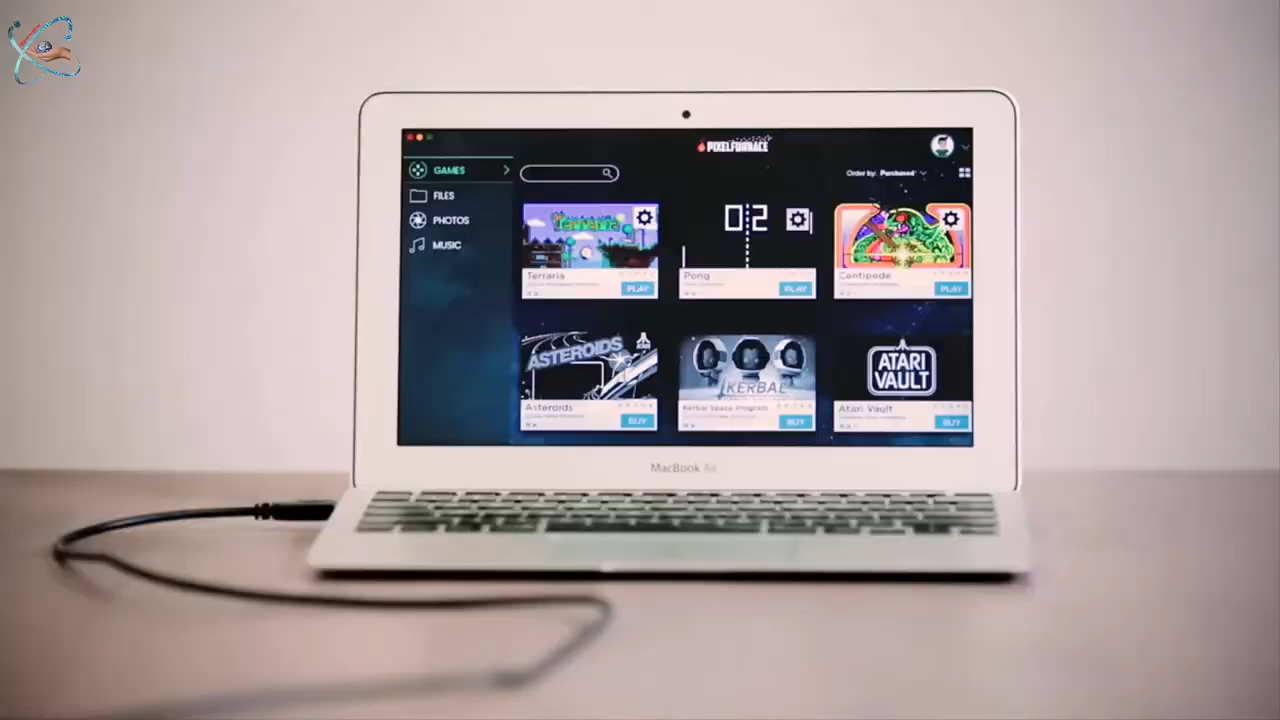 PIXELFURNACE
GAMES
FILES
PHOTOS
MUSIC
Order by: Purchased
Terraria
Terraria
PLAY
02
Pong
PLAY
Centipede
PLAY
ASTEROIDS
ATARI
Asteroids
BUY
KERBAL
Kerbal Space Program
BUY
ATARI
VAULT
Atari Vault
BUY
MacBook Air